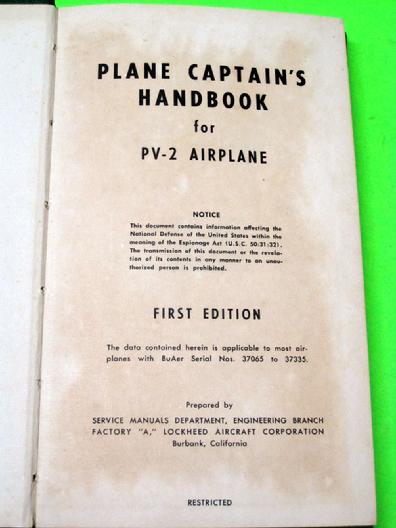 PLANE CAPTAIN'S
HANDBOOK
for
PV-2 AIRPLANE
NOTICE
This document contains information affecting the
National Defense of the United States within the
meaning of the Espionage Act (U.S.C. 50:31:32).
The transmission of this document or the revela-
tion of its contents in any manner to an unau-
thorized person is prohibited.
FIRST EDITION
The data contained herein is applicable to most air-
planes with BuAer Serial Nos. 37065 to 37335.
Prepared by
SERVICE MANUALS DEPARTMENT, ENGINEERING BRANCH
FACTORY "A," LOCKHEED AIRCRAFT CORPORATION
Burbank, California
RESTRICTED